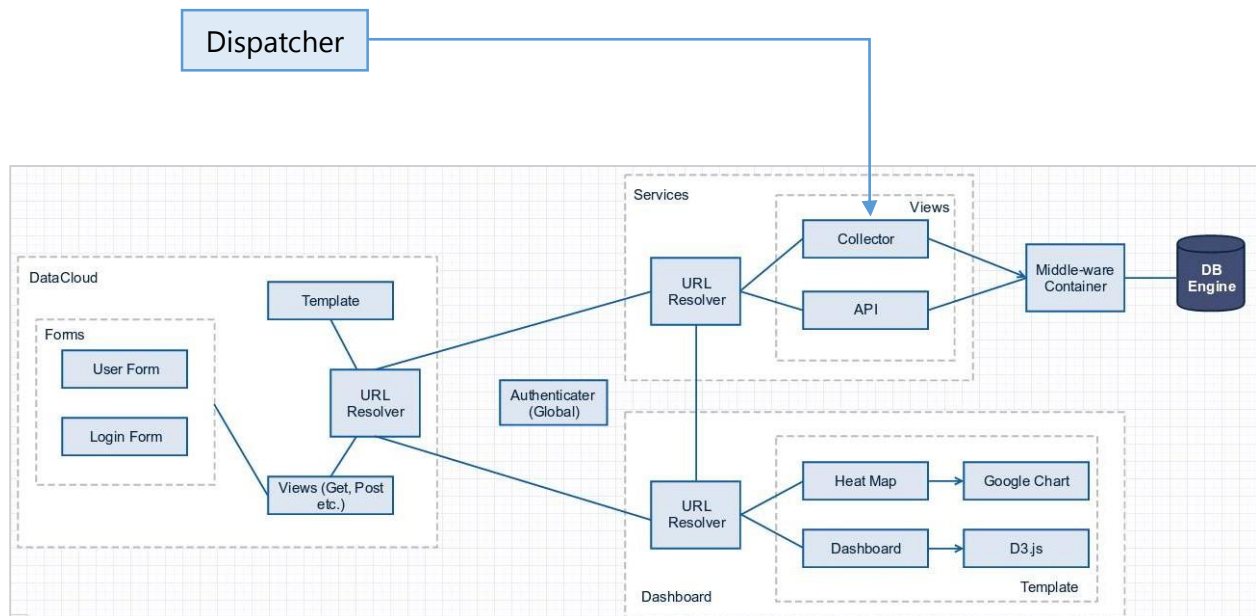 Dispatcher
Services
Views
Collector
URL
Resolver
API
Middle-ware
Container
DB
Engine
DataCloud
Template
Forms
User Form
Login Form
URL
Resolver
Views (Get, Post
etc.)
Authenticater
(Global)
URL
Resolver
Heat Map
Google Chart
Dashboard
D3.js
Template
Dashboard